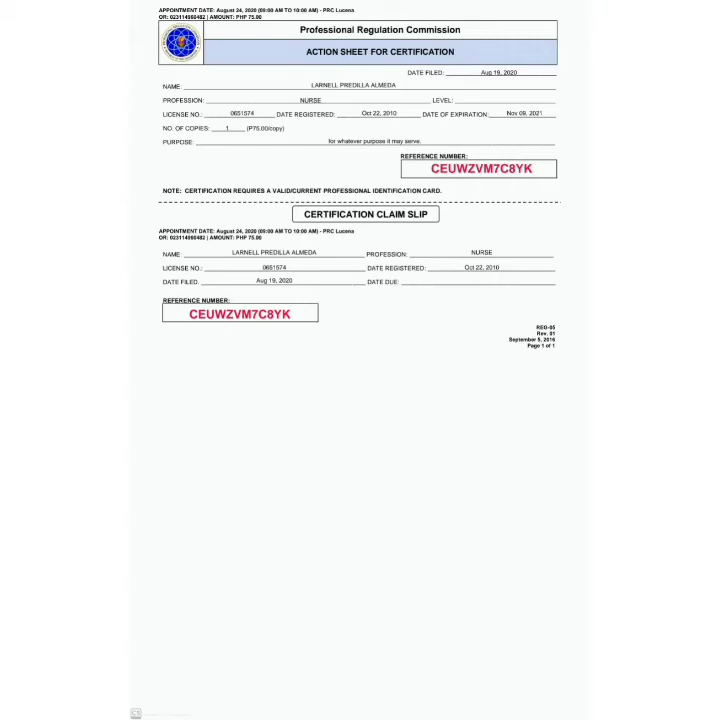 APPOINTMENT DATE: August 24, 2020 (09:00 AM TO 10:00 AM) - PRC Lucena
OR: 023114960482 | AMOUNT: PHP 75.00
Professional Regulation Commission
ACTION SHEET FOR CERTIFICATION
DATE FILED: Aug 19, 2020
NAME: LARNELL PREDILLA ALMEDA
PROFESSION: NURSE LEVEL:
LICENSE NO.: 0651574 DATE REGISTERED: Oct 22, 2010 DATE OF EXPIRATION: Nov 09, 2021
NO. OF COPIES: 1 (P75.00/copy)
PURPOSE: for whatever purpose it may serve.
REFERENCE NUMBER:
CEUWZVM7C8YK
NOTE: CERTIFICATION REQUIRES A VALID/CURRENT PROFESSIONAL IDENTIFICATION CARD.
CERTIFICATION CLAIM SLIP
APPOINTMENT DATE: August 24, 2020 (09:00 AM TO 10:00 AM) - PRC Lucena
OR: 023114960482 | AMOUNT: PHP 75.00
NAME: LARNELL PREDILLA ALMEDA PROFESSION: NURSE
LICENSE NO.: 0651574 DATE REGISTERED: Oct 22, 2010
DATE FILED. Aug 19, 2020 DATE DUE:
REFERENCE NUMBER:
CEUWZVM7C8YK
REG-05
Rev. 01
September 5, 2016
Page 1 of 1
CS